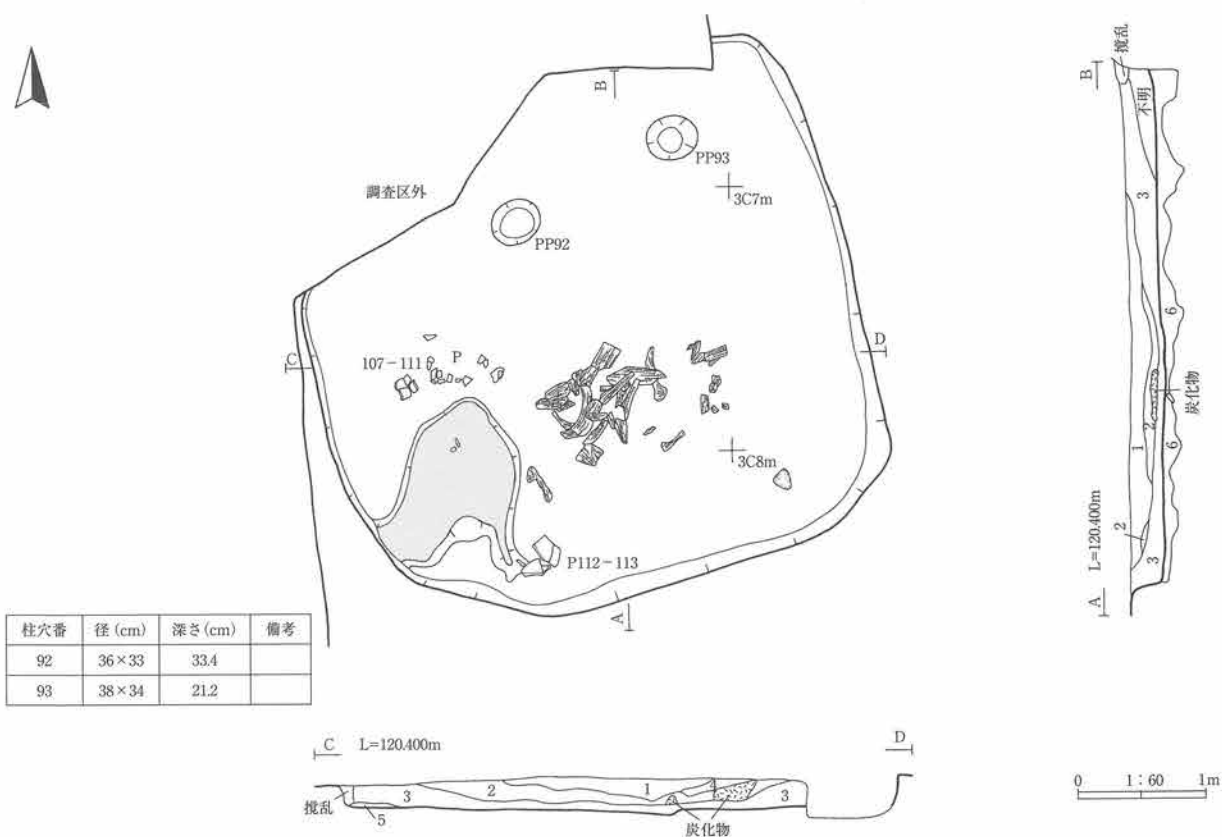 B
PP93
3C7m
調査区外
PP92
C
107-111
P
D
3C8m
P112-113
A
柱穴番 径(cm) 深さ(cm) 備考
92 36×33 33.4
93 38×34 21.2
撹乱
B
不明
3
6
炭化物
2
1
6
L=120.400m
2
3
A
C L=120.400m D
撹乱 3 2 1 4 3
5 炭化物
0 1:60 1m